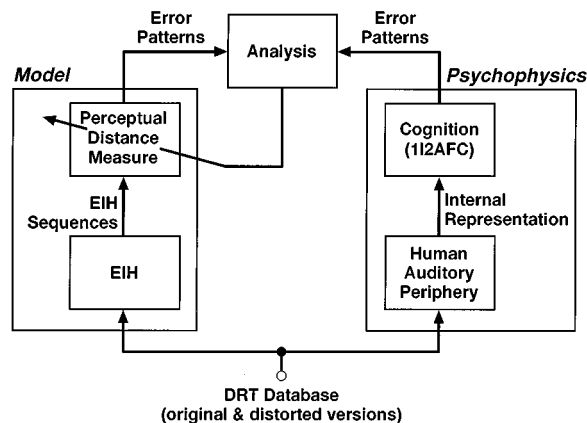 Error
Patterns
Analysis
Error
Patterns
Model
Psychophysics
Perceptual
Distance
Measure
Cognition
(1I2AFC)
EIH
Sequences
Internal
Representation
EIH
Human
Auditory
Periphery
DRT Database
(original & distorted versions)